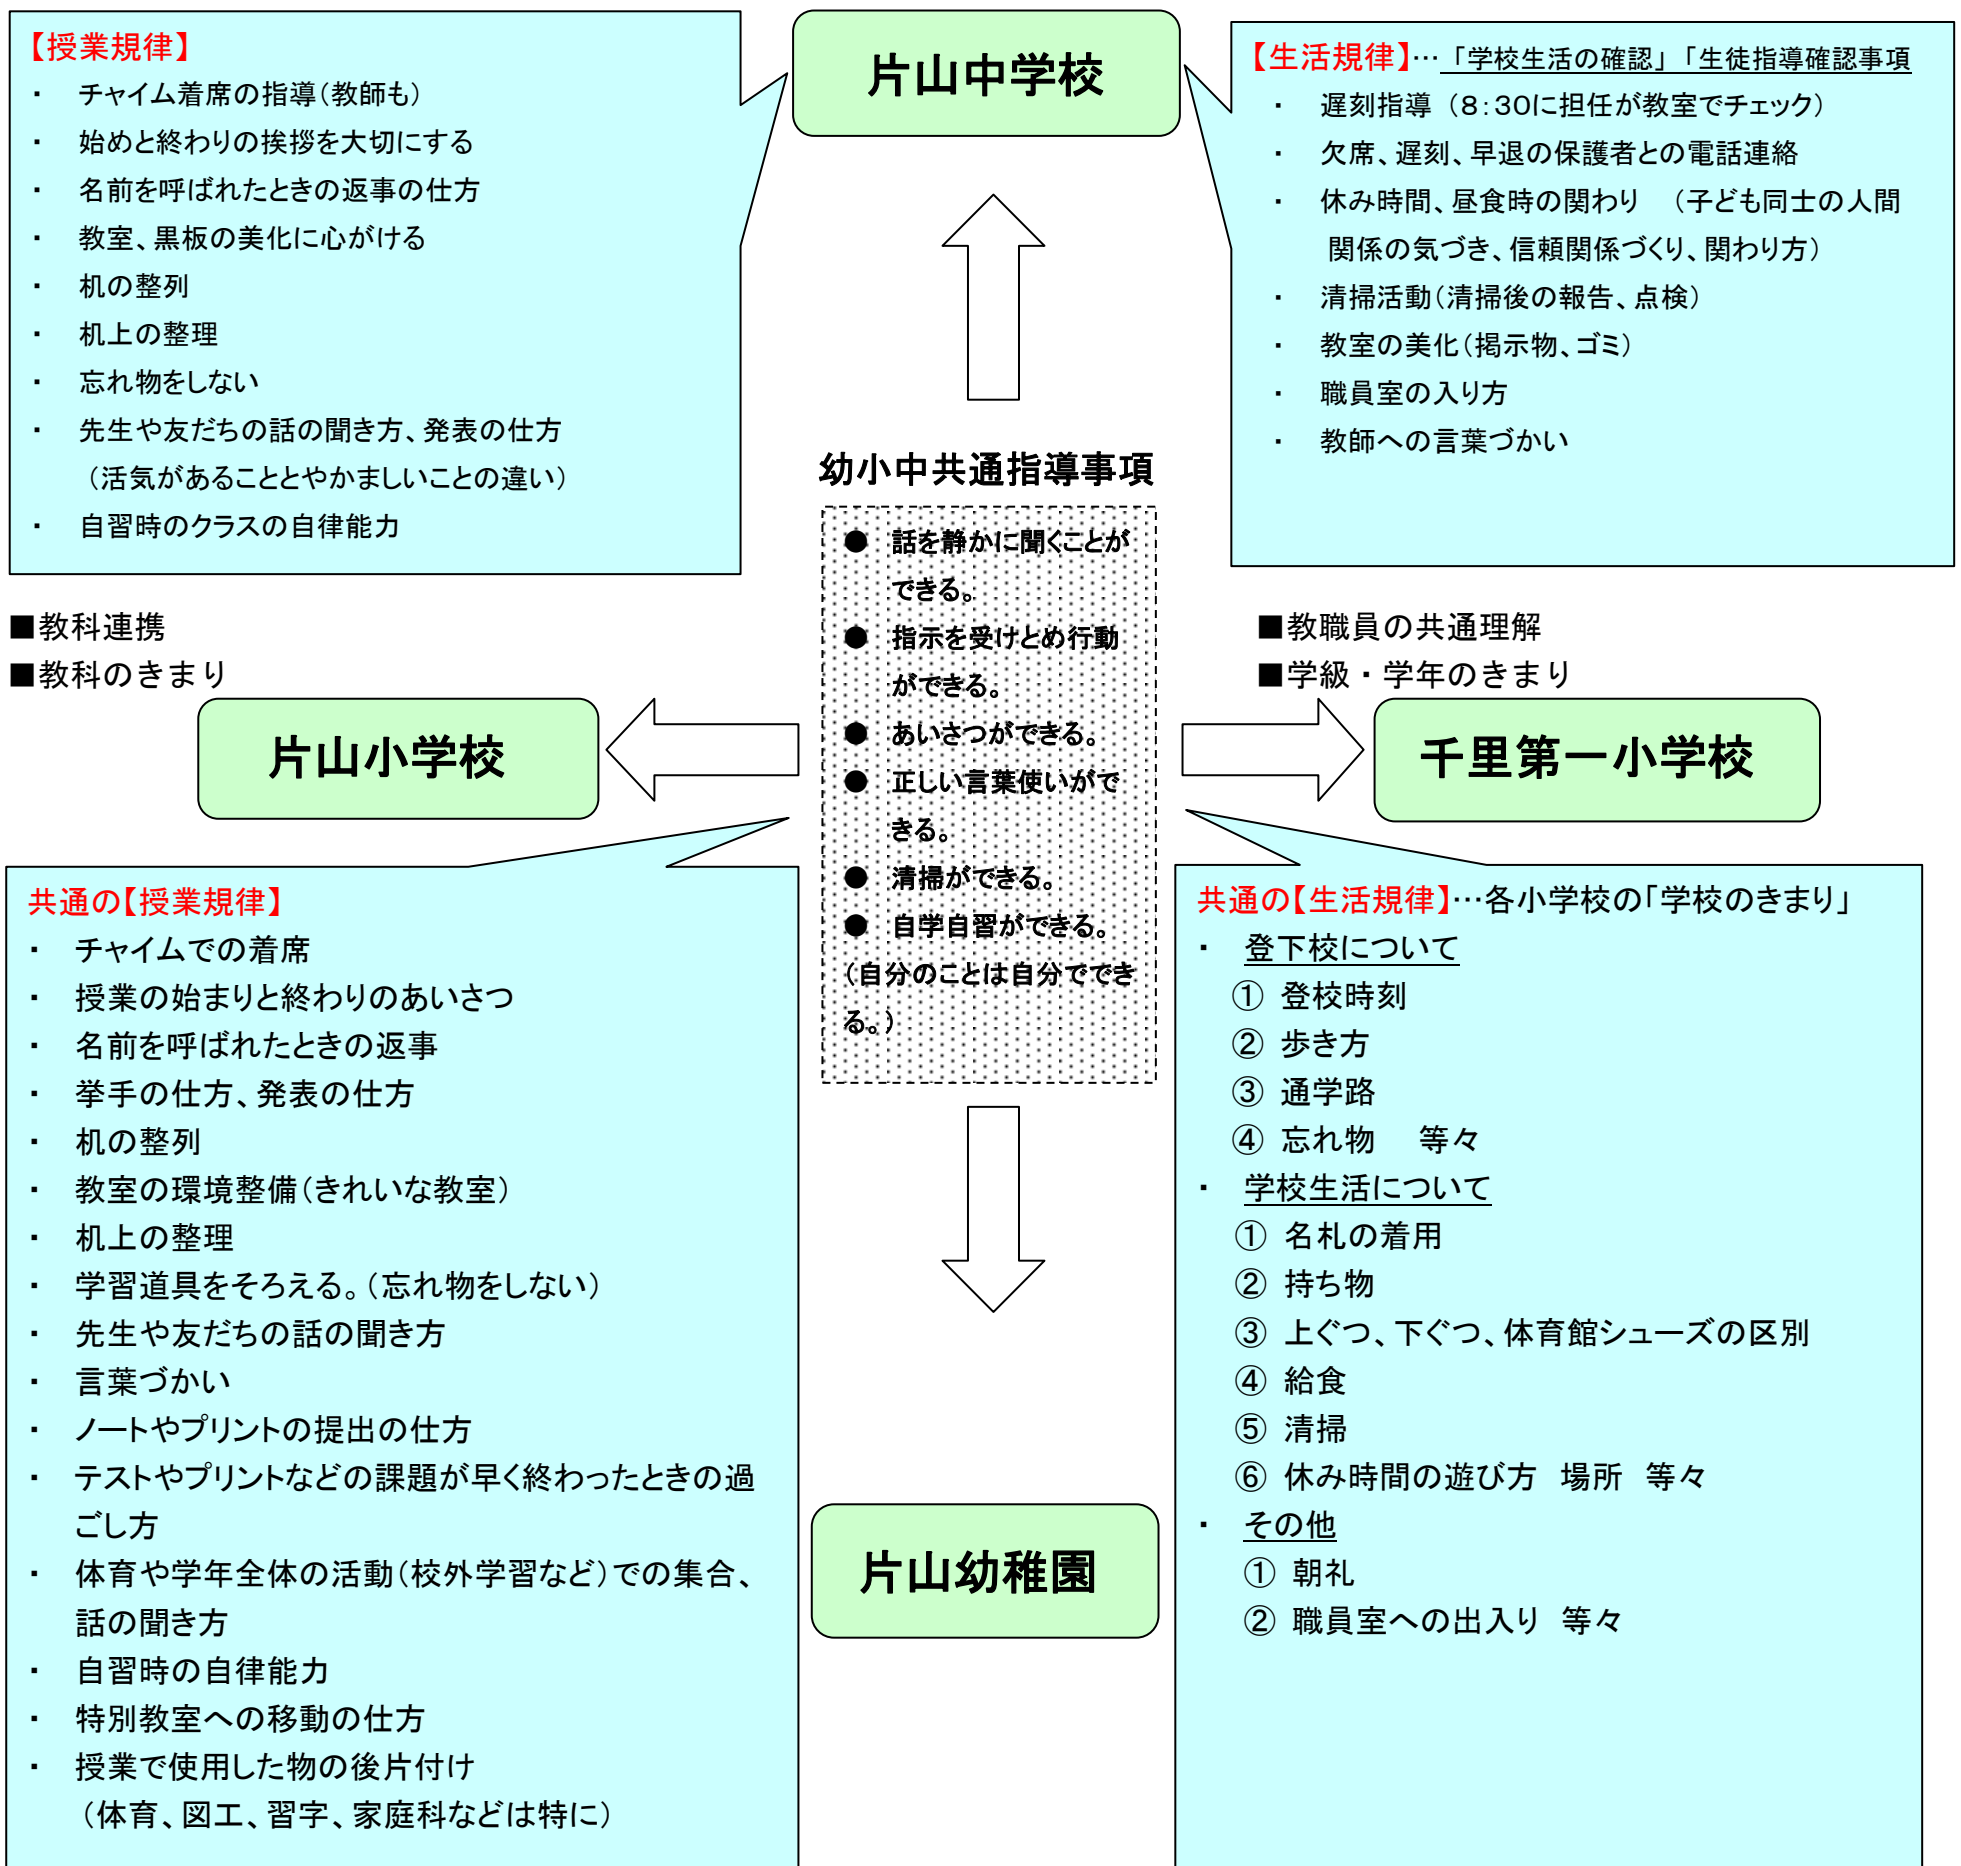 【授業規律】
・ チャイム着席の指導(教師も)
・ 始めと終わりの挨拶を大切にする
・ 名前を呼ばれたときの返事の仕方
・ 教室、黒板の美化に心がける
・ 机の整列
・ 机上の整理
・ 忘れ物をしない
・ 先生や友だちの話の聞き方、発表の仕方
(活気があることとやかましいことの違い)
・ 自習時のクラスの自律能力
片山中学校
【生活規律】…「学校生活の確認」「生徒指導確認事項
・ 遅刻指導 (8:30に担任が教室でチェック)
・ 欠席、遅刻、早退の保護者との電話連絡
・ 休み時間、昼食時の関わり (子ども同士の人間
関係の気づき、信頼関係づくり、関わり方)
・ 清掃活動(清掃後の報告、点検)
・ 教室の美化(掲示物、ゴミ)
・ 職員室の入り方
・ 教師への言葉づかい
幼小中共通指導事項
● 話を静かに聞くことが
できる。
● 指示を受けとめ行動
ができる。
● あいさつができる。
● 正しい言葉使いがで
きる。
● 清掃ができる。
● 自学自習ができる。
(自分のことは自分ででき
る。)
■教科連携
■教科のきまり
■教職員の共通理解
■学級・学年のきまり
片山小学校
千里第一小学校
共通の【授業規律】
・ チャイムでの着席
・ 授業の始まりと終わりのあいさつ
・ 名前を呼ばれたときの返事
・ 挙手の仕方、発表の仕方
・ 机の整列
・ 教室の環境整備(きれいな教室)
・ 机上の整理
・ 学習道具をそろえる。(忘れ物をしない)
・ 先生や友だちの話の聞き方
・ 言葉づかい
・ ノートやプリントの提出の仕方
・ テストやプリントなどの課題が早く終わったときの過
ごし方
・ 体育や学年全体の活動(校外学習など)での集合、
話の聞き方
・ 自習時の自律能力
・ 特別教室への移動の仕方
・ 授業で使用した物の後片付け
(体育、図工、習字、家庭科などは特に)
共通の【生活規律】…各小学校の「学校のきまり」
・ 登下校について
① 登校時刻
② 歩き方
③ 通学路
④ 忘れ物 等々
・ 学校生活について
① 名札の着用
② 持ち物
③ 上ぐつ、下ぐつ、体育館シューズの区別
④ 給食
⑤ 清掃
⑥ 休み時間の遊び方 場所 等々
・ その他
① 朝礼
② 職員室への出入り 等々
片山幼稚園